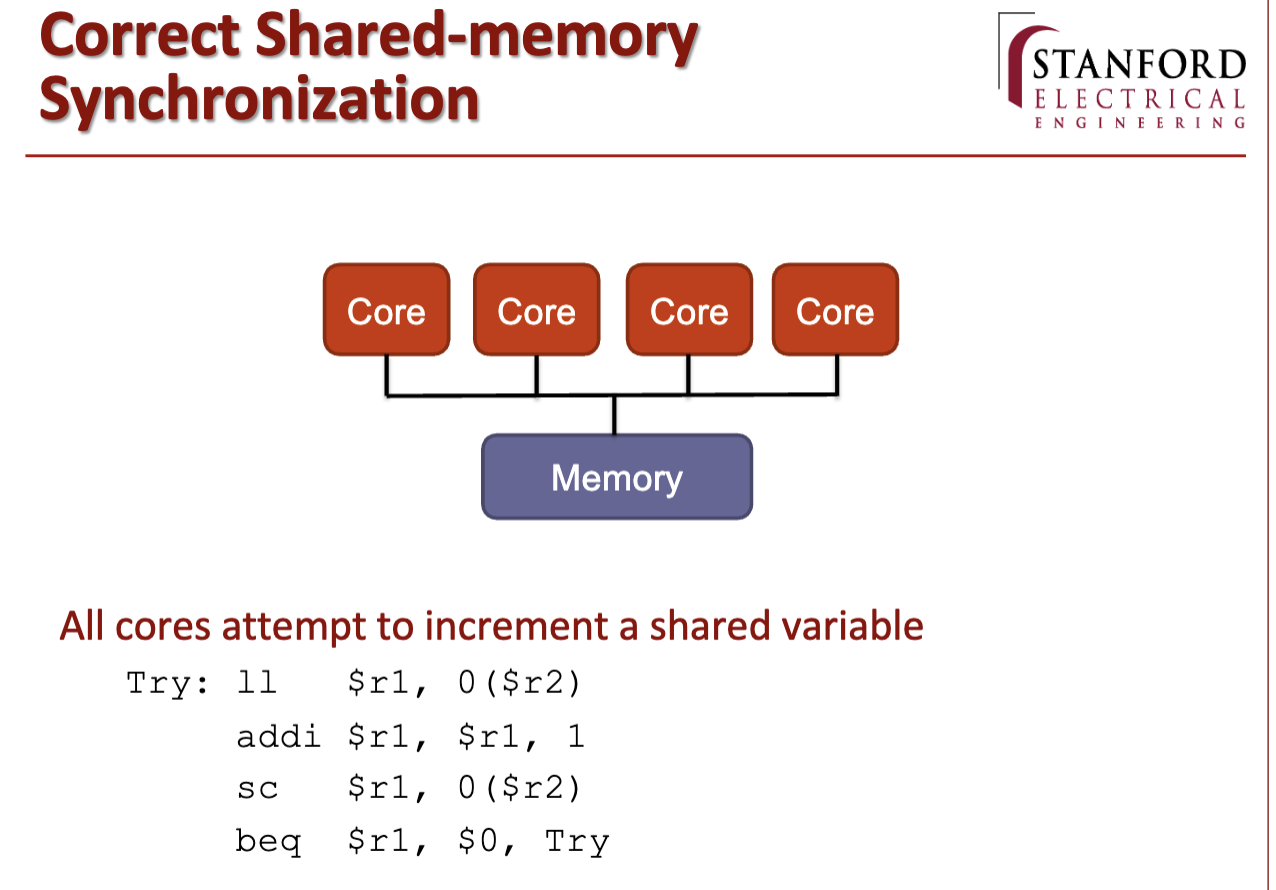 Correct Shared-memory
Synchronization
STANFORD
ELECTRICAL
ENGINEERING
Core Core Core Core
Memory
All cores attempt to increment a shared variable
Try: ll $r1, 0($r2)
addi $r1, $r1, 1
sc $r1, 0($r2)
beq $r1, $0, Try